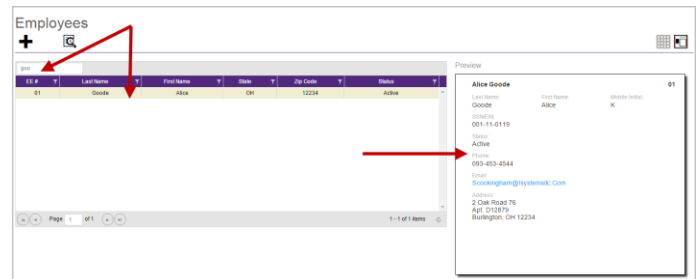 Employees
goo
EE # Last Name First Name State Zip Code Status
01 Goode Alice OH 12234 Active
Page 1 of 1
1 - 1 of 1 items
Preview
Alice Goode 01
Last Name: First Name: Middle Initial:
Goode Alice K
SSN/EIN:
001-11-0119
Status:
Active
Phone:
093-493-4544
Email:
Scookingham@Isystemsllc.Com
Address:
2 Oak Road 76
Apt. D12879
Burlington, OH 12234